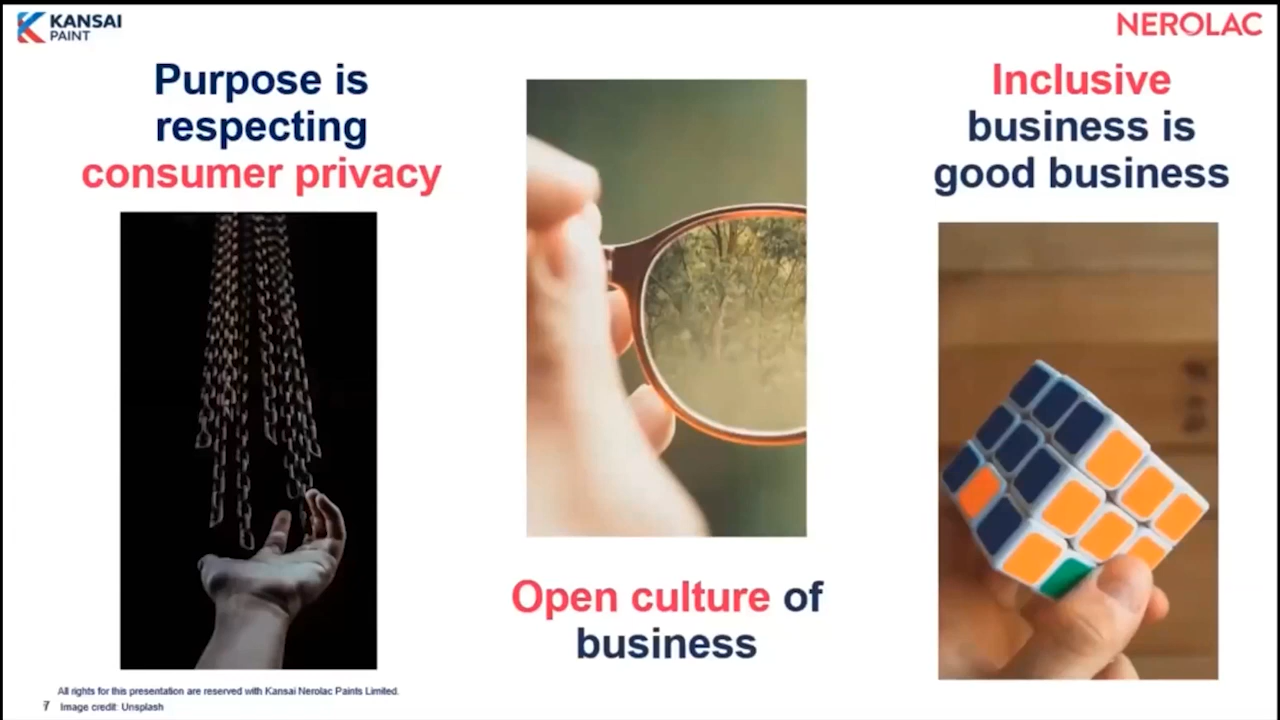 KANSAI
PAINT
NEROLAC
Purpose is
respecting
consumer privacy
Open culture of
business
Inclusive
business is
good business
All rights for this presentation are reserved with Kansai Nerolac Paints Limited.
7 Image credit: Unsplash